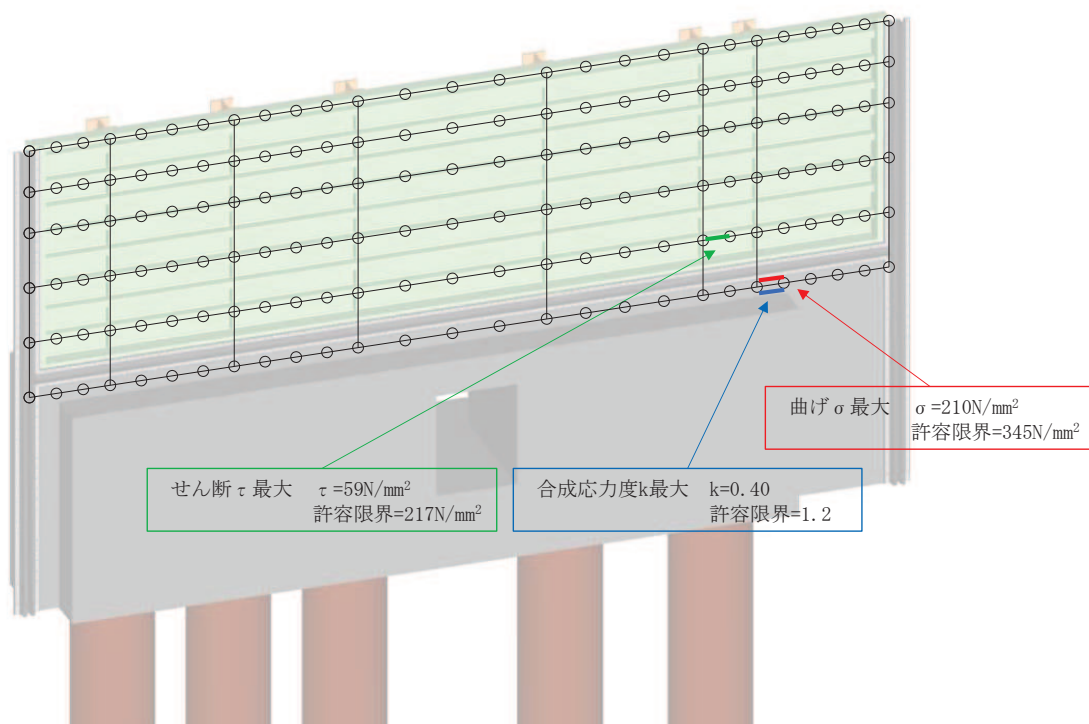 曲げσ最大　σ=210N/mm²
許容限界=345N/mm²
せん断τ最大　τ=59N/mm²
許容限界=217N/mm²
合成応力度k最大　k=0.40
許容限界=1.2